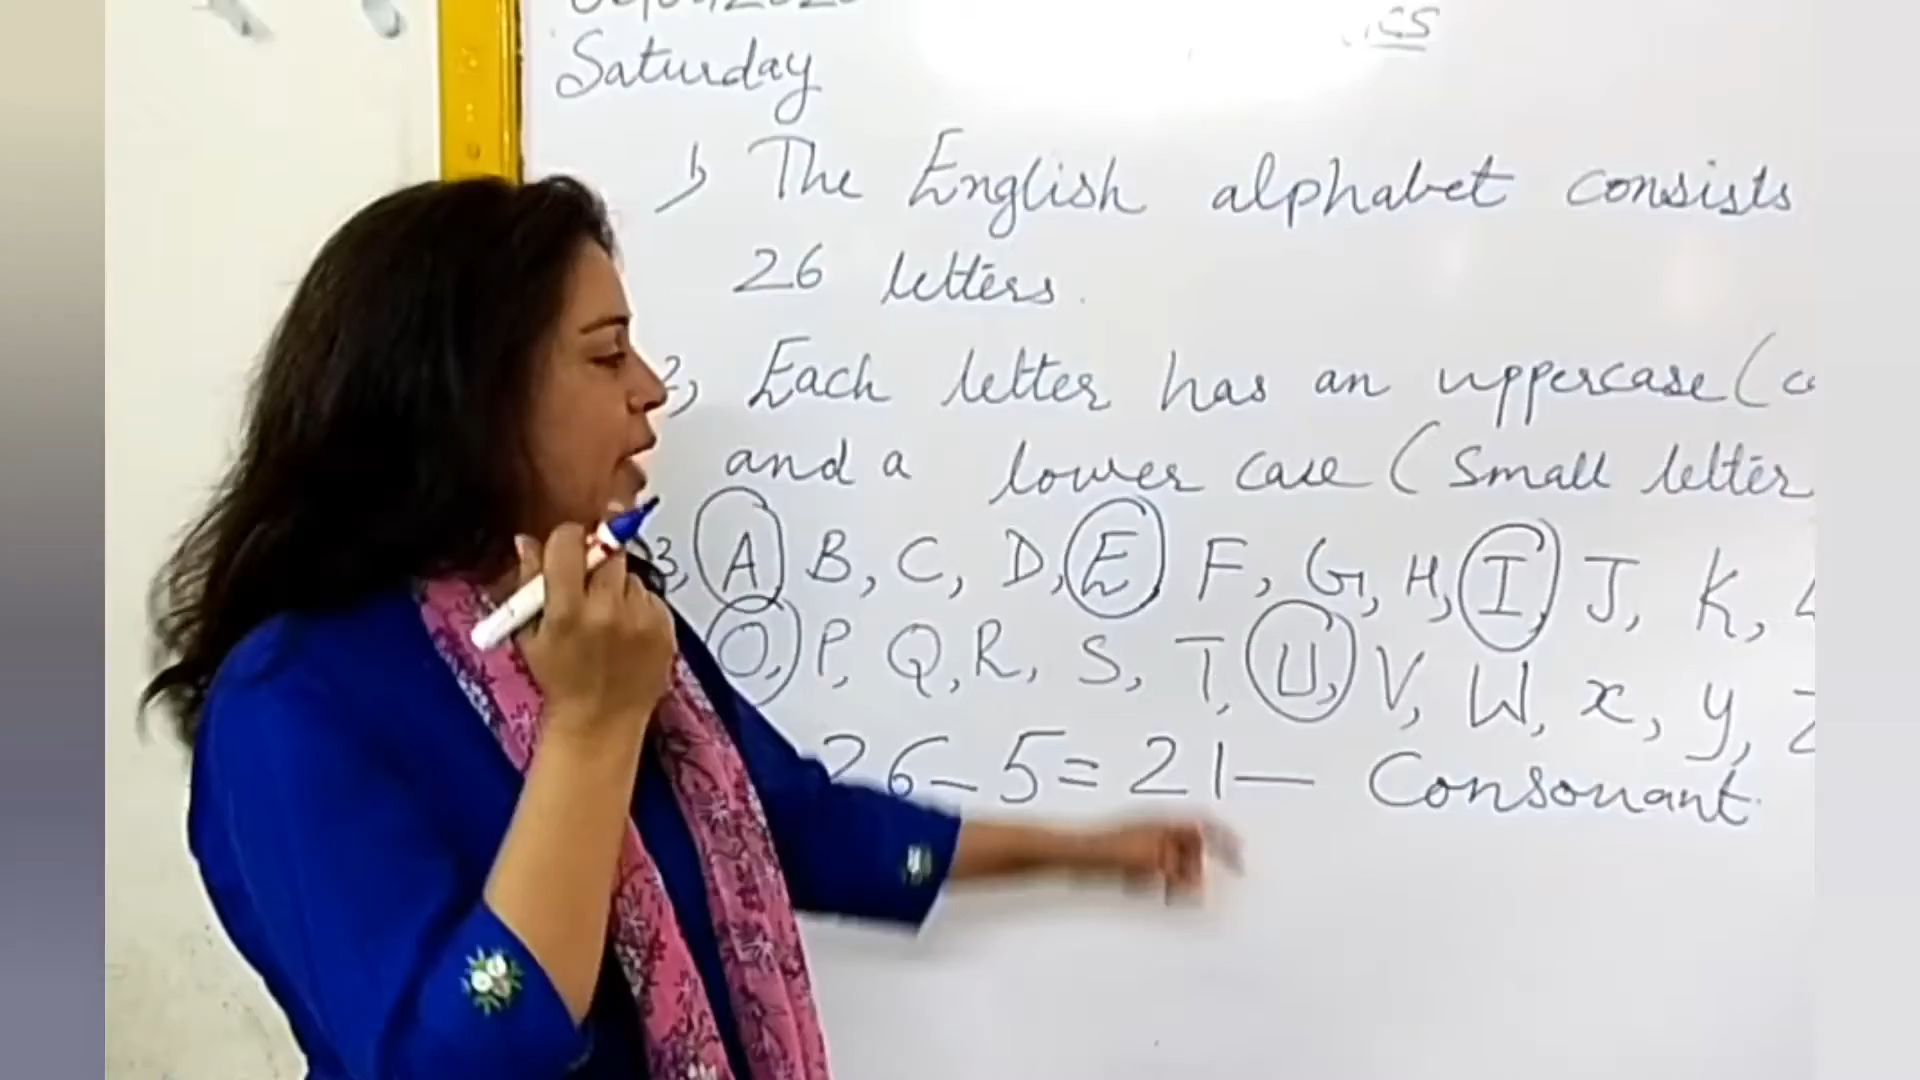 Saturday
1) The English alphabet consists
26 letters.
2, Each letter has an uppercase (
and a lower case (Small letter
3, A B, C, D, E, F, G, H, I, J, K,
O, P, Q, R, S, T, U, V, W, x, y, Z
26 - 5 = 21 — Consonant